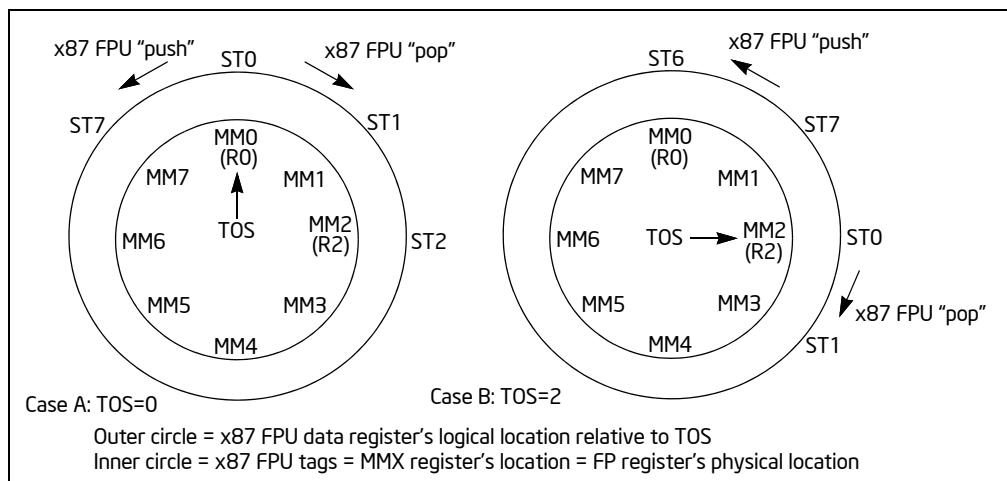 x87 FPU “push”
ST0
x87 FPU “pop”
ST7
ST1
MM0
(R0)
MM7
MM1
MM6
TOS
MM2
(R2)
ST2
MM5
MM3
MM4
Case A: TOS=0
ST6
x87 FPU “push”
ST7
MM0
(R0)
MM7
MM1
MM6
TOS
MM2
(R2)
ST0
MM5
MM3
x87 FPU “pop”
MM4
ST1
Case B: TOS=2
Outer circle = x87 FPU data register’s logical location relative to TOS
Inner circle = x87 FPU tags = MMX register’s location = FP register’s physical location